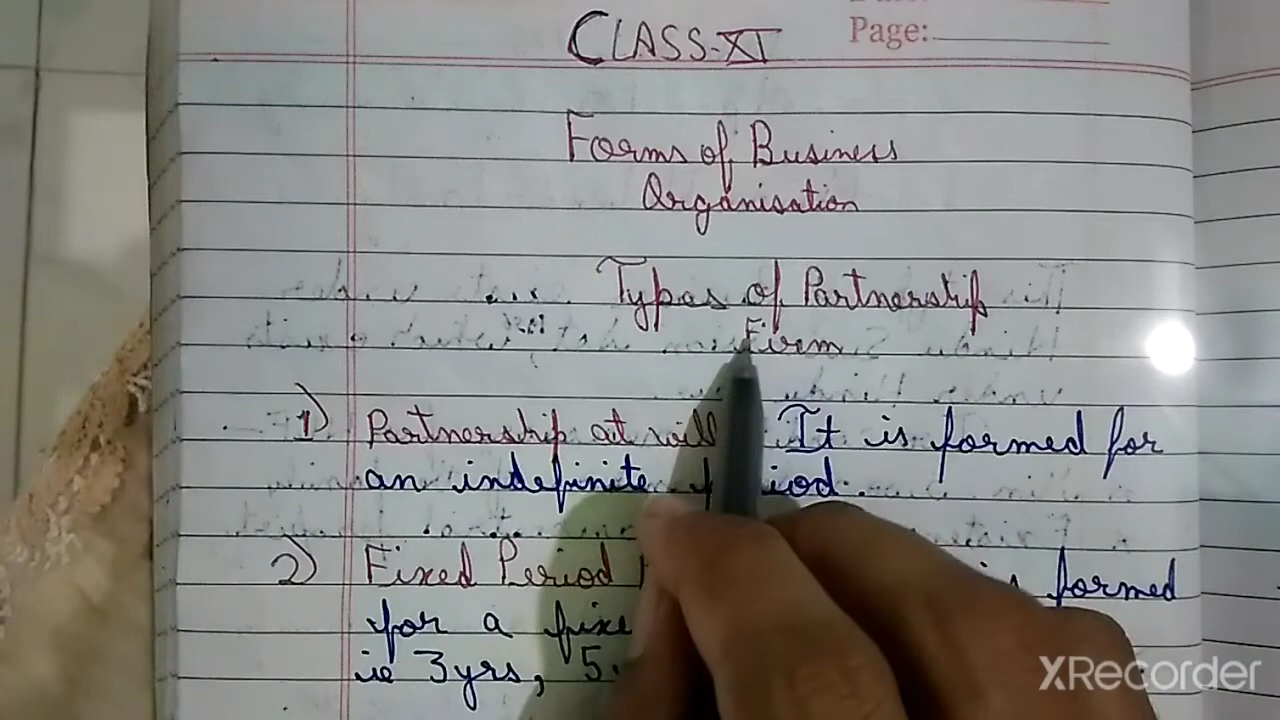 CLASS-XI
Page:
Forms of Business
Organisation
Types of Partnership
Firm
1) Partnership at will It is formed for
an indefinite
2) Fixed Period formed
for a
ie 3yrs, 5
XRecorder